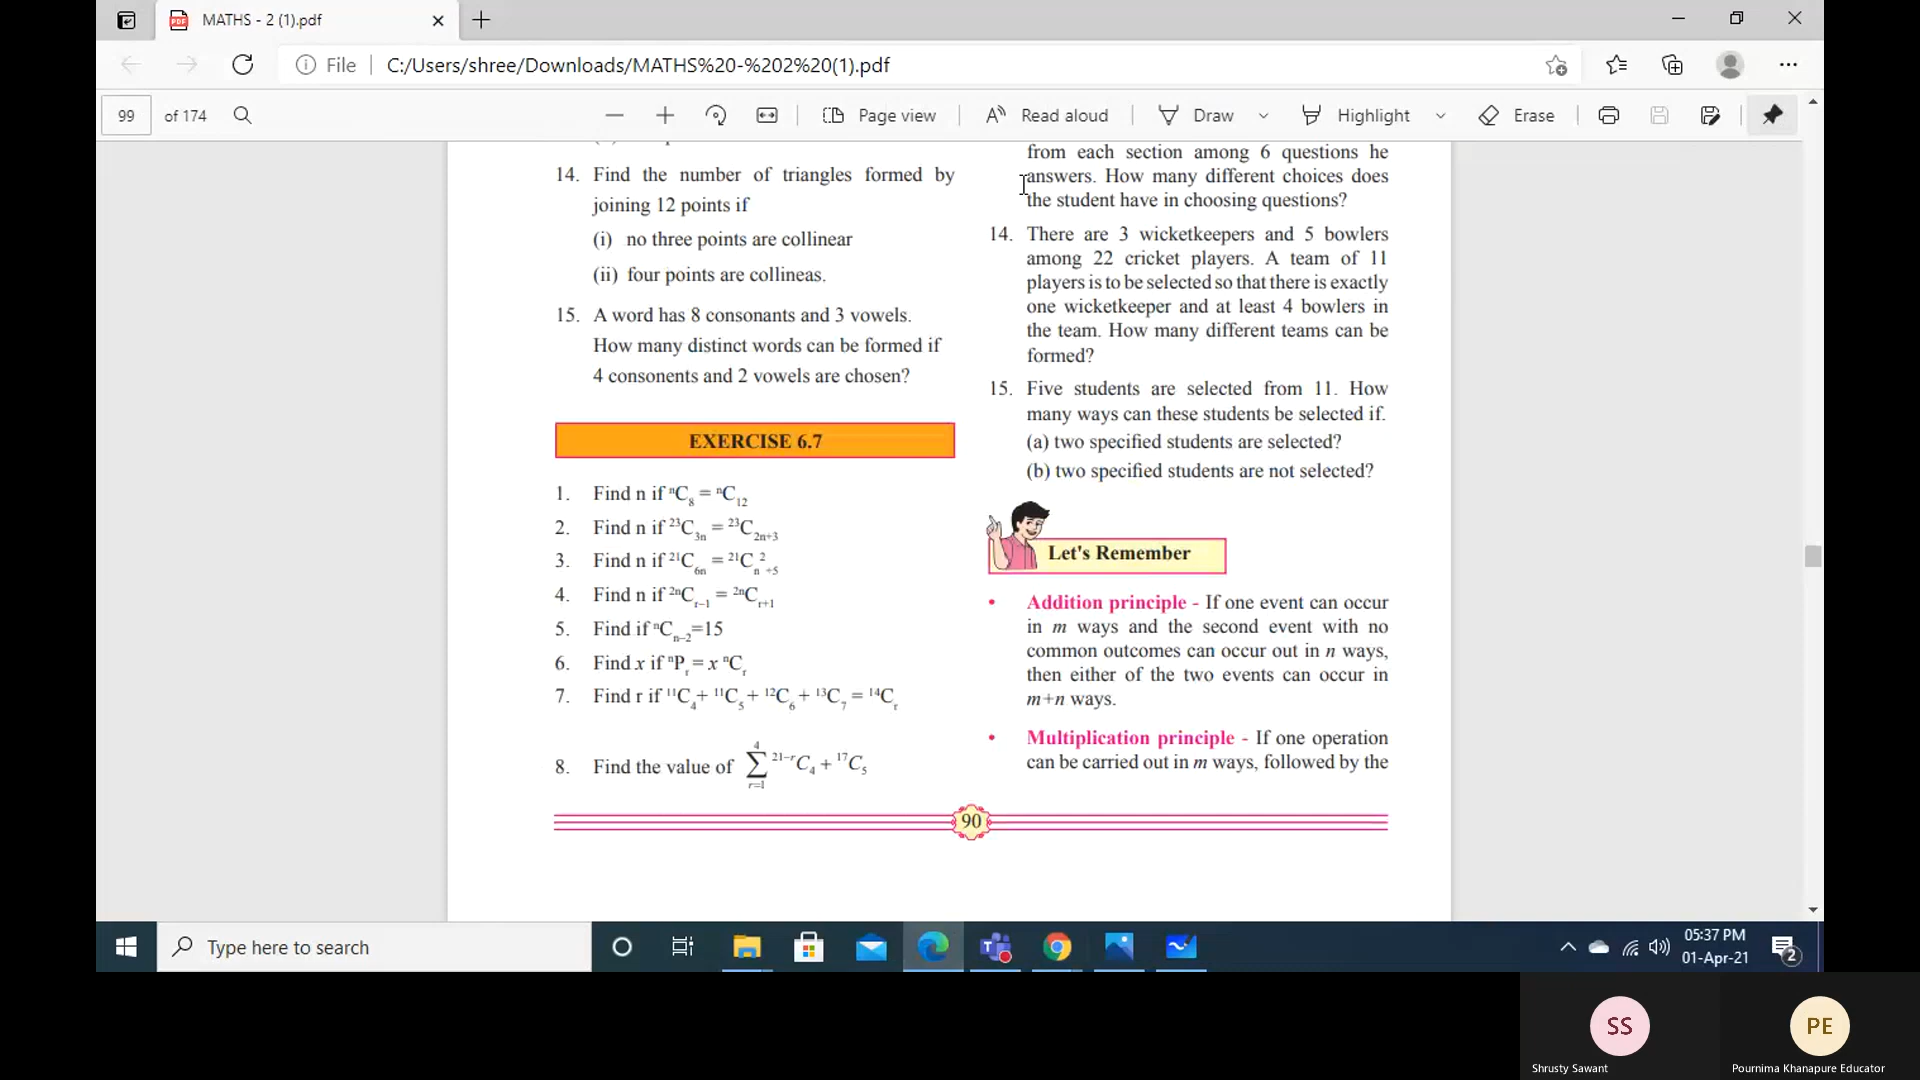 MATHS - 2 (1).pdf
File
C:/Users/shree/Downloads/MATHS%20-%202%20(1).pdf
99 of 174
Page view
Read aloud
Draw
Highlight
Erase
14. Find the number of triangles formed by
joining 12 points if
(i) no three points are collinear
(ii) four points are collineas.
15. A word has 8 consonants and 3 vowels.
How many distinct words can be formed if
4 consonents and 2 vowels are chosen?
EXERCISE 6.7
1. Find n if ⁿC₈ = ⁿC₁₂
2. Find n if ²³C₃ₙ = ²³C₂ₙ₊₃
3. Find n if ²¹C₆ₙ = ²¹Cₙ²₊₅
4. Find n if ²ⁿCᵣ₋₁ = ²ⁿCᵣ₊₁
5. Find if ⁿCₙ₋₂=15
6. Find x if ⁿPᵣ = x ⁿCᵣ
7. Find r if ¹¹C₄+ ¹¹C₅ + ¹²C₆ + ¹³C₇ = ¹⁴Cᵣ
8. Find the value of 4 ∑ r=1 ²¹⁻ʳC₄ + ¹⁷C₅
from each section among 6 questions he
answers. How many different choices does
the student have in choosing questions?
14. There are 3 wicketkeepers and 5 bowlers
among 22 cricket players. A team of 11
players is to be selected so that there is exactly
one wicketkeeper and at least 4 bowlers in
the team. How many different teams can be
formed?
15. Five students are selected from 11. How
many ways can these students be selected if.
(a) two specified students are selected?
(b) two specified students are not selected?
Let's Remember
• Addition principle - If one event can occur
in m ways and the second event with no
common outcomes can occur out in n ways,
then either of the two events can occur in
m+n ways.
• Multiplication principle - If one operation
can be carried out in m ways, followed by the
90
Type here to search
05:37 PM
01-Apr-21
2
SS
PE
Shrusty Sawant
Pournima Khanapure Educator